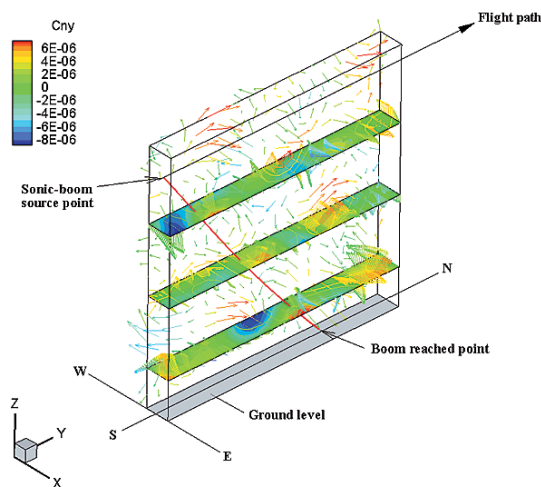 Cny
6E-06
4E-06
2E-06
0
-2E-06
-4E-06
-6E-06
-8E-06
Flight path
Sonic-boom
source point
N
Boom reached point
W
Ground level
S
E
Z
Y
X